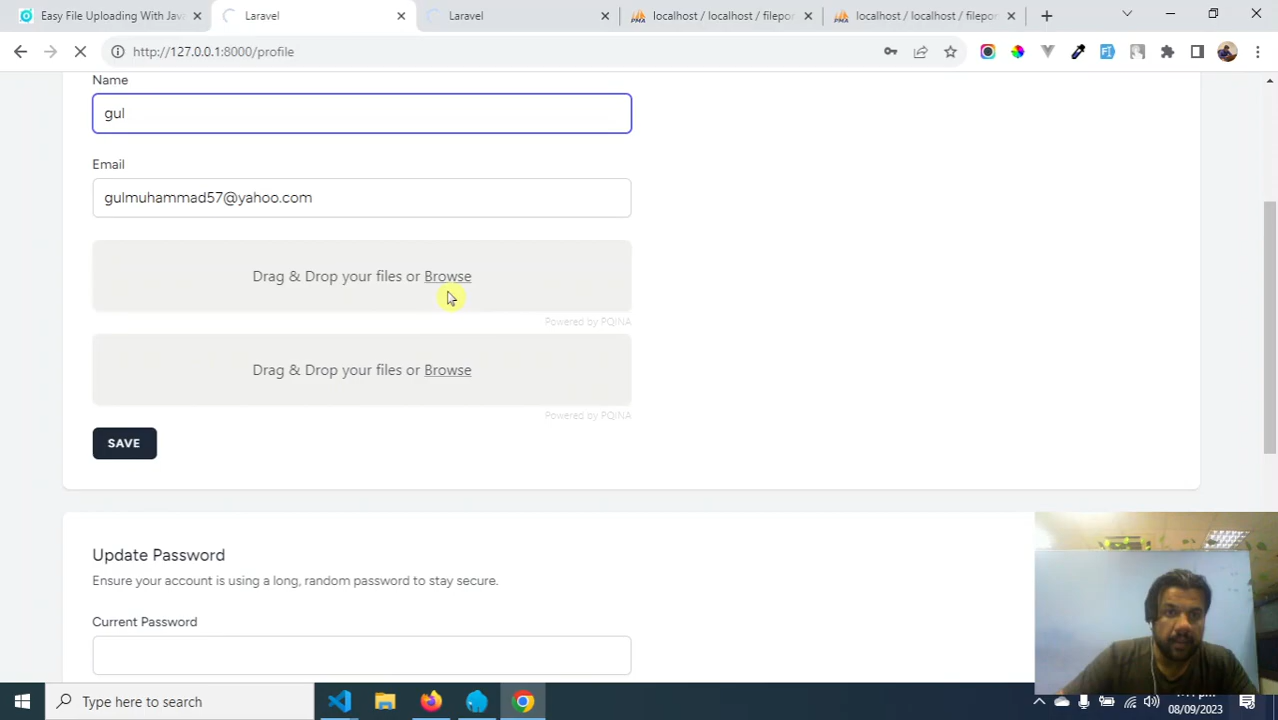 Easy File Uploading With Java
Laravel
Laravel
localhost / localhost / filepor
localhost / localhost / filepor
http://127.0.0.1:8000/profile
Name
gul
Email
gulmuhammad57@yahoo.com
Drag & Drop your files or Browse
Powered by PQINA
Drag & Drop your files or Browse
Powered by PQINA
SAVE
Update Password
Ensure your account is using a long, random password to stay secure.
Current Password
Type here to search
08/09/2023